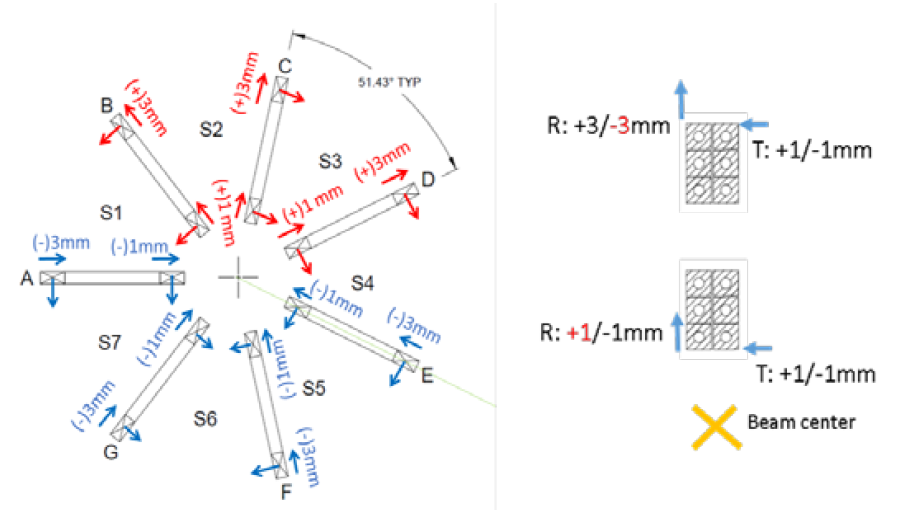 C
(+)3mm
51.43° TYP
B
(+)3mm
S2
S3
(+)3mm
D
S1
(+)1 mm
(+)1 mm
(-)3mm
(-)1mm
A
S4
(-)1mm
(-)3mm
E
S7
(-)1mm
(-)1mm
S5
(-)3mm
S6
G
(-)3mm
F
R: +3/-3mm
T: +1/-1mm
R: +1/-1mm
T: +1/-1mm
Beam center